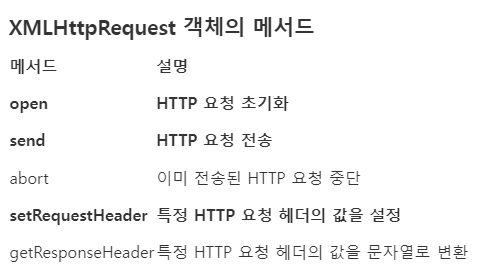 XMLHttpRequest 객체의 메서드
메서드 설명
open HTTP 요청 초기화
send HTTP 요청 전송
abort 이미 전송된 HTTP 요청 중단
setRequestHeader 특정 HTTP 요청 헤더의 값을 설정
getResponseHeader 특정 HTTP 요청 헤더의 값을 문자열로 변환